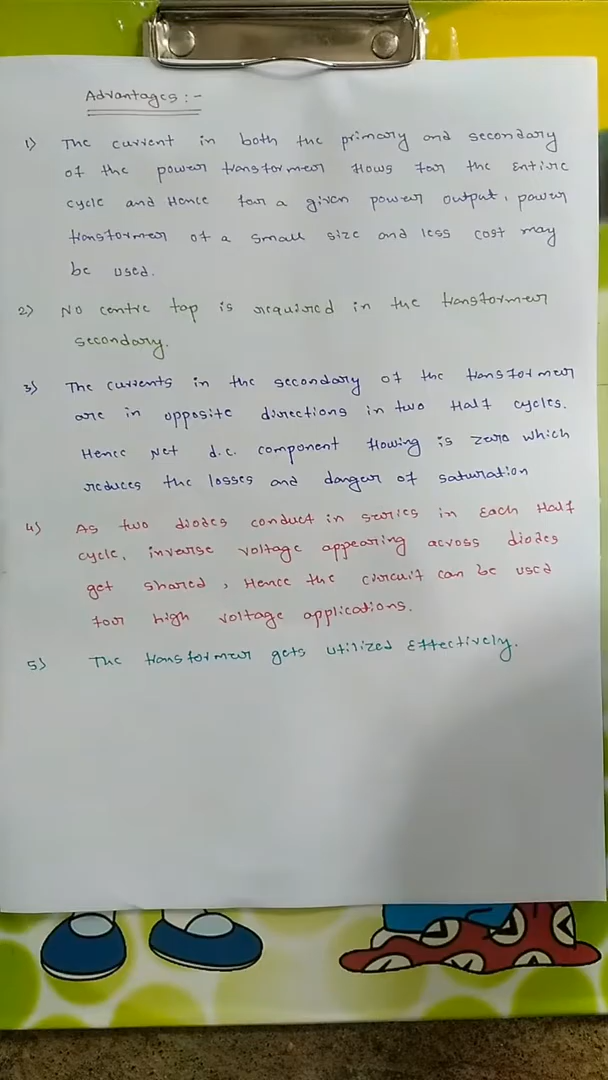 Advantages :-
1) The current in both the primary and secondary
of the power transformer flows for the entire
cycle and Hence for a given power output, power
transformer of a small size and less cost may
be used.
2) No centre tap is required in the transformer
secondary.
3) The currents in the secondary of the transformer
are in opposite directions in two Half cycles.
Hence Net d.c. component flowing is zero which
reduces the losses and danger of saturation
4) As two diodes conduct in series in Each Half
cycle, inverse voltage appearing across diodes
get shared, Hence the circuit can be used
for high voltage applications.
5) The transformer gets utilized Effectively.